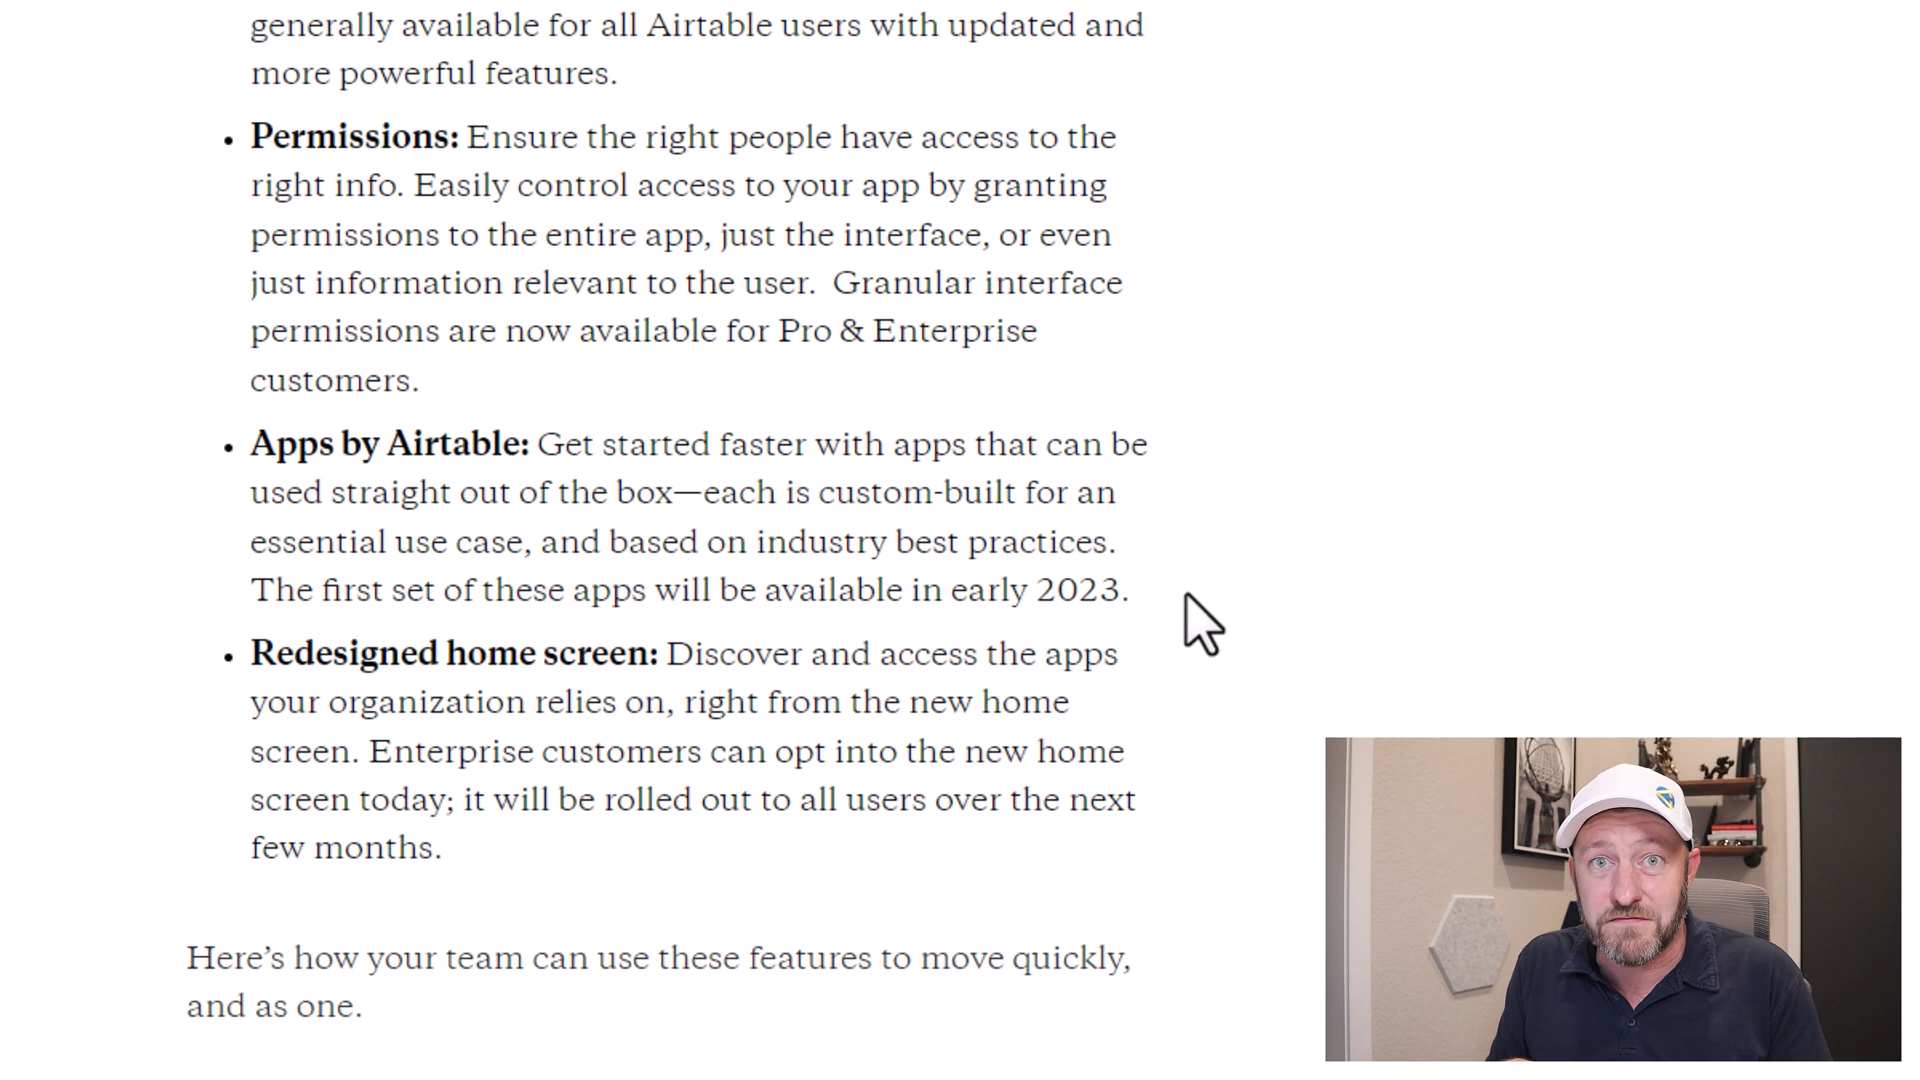 generally available for all Airtable users with updated and
more powerful features.
• Permissions: Ensure the right people have access to the
right info. Easily control access to your app by granting
permissions to the entire app, just the interface, or even
just information relevant to the user.  Granular interface
permissions are now available for Pro & Enterprise
customers.
• Apps by Airtable: Get started faster with apps that can be
used straight out of the box—each is custom-built for an
essential use case, and based on industry best practices.
The first set of these apps will be available in early 2023.
• Redesigned home screen: Discover and access the apps
your organization relies on, right from the new home
screen. Enterprise customers can opt into the new home
screen today; it will be rolled out to all users over the next
few months.
Here’s how your team can use these features to move quickly,
and as one.